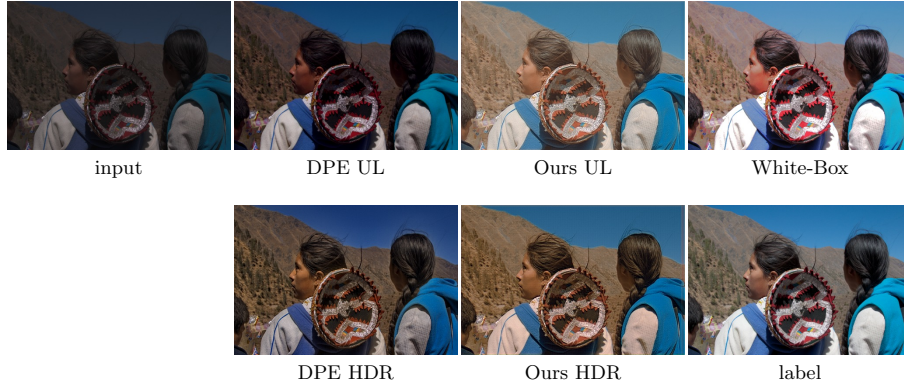 input
DPE UL
Ours UL
White-Box
DPE HDR
Ours HDR
label